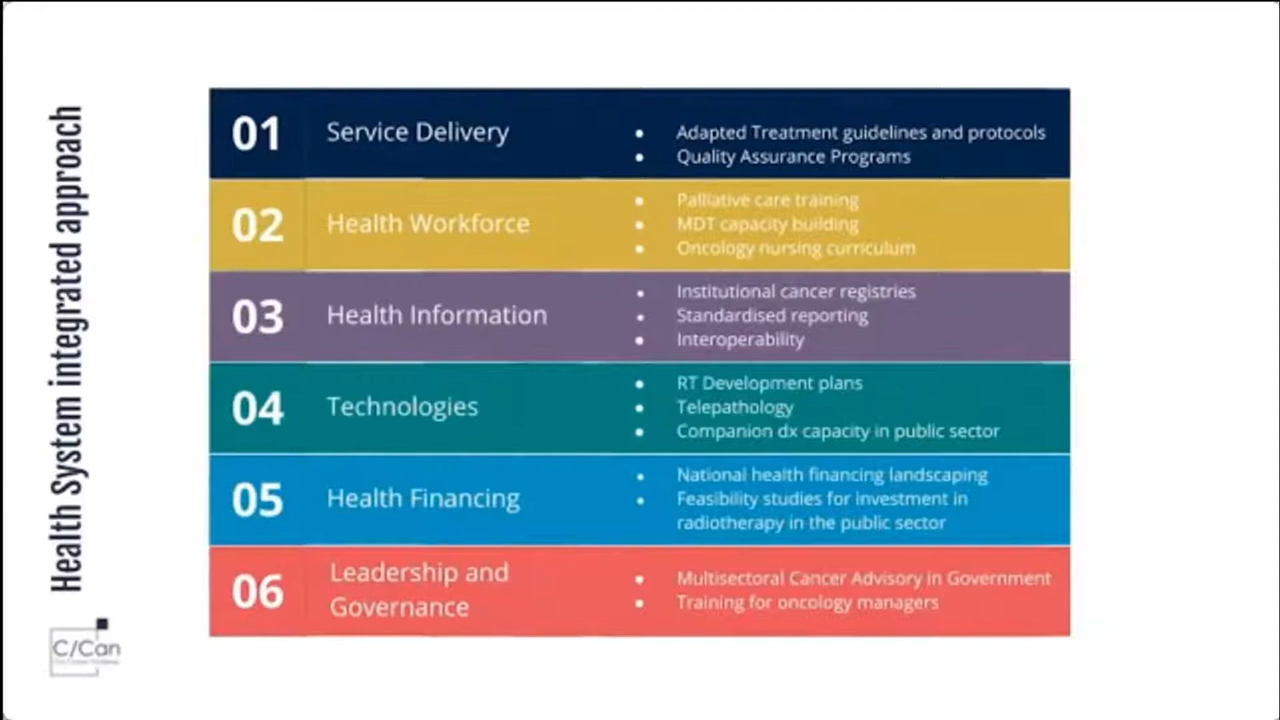 Health System integrated approach
01 Service Delivery
• Adapted Treatment guidelines and protocols
• Quality Assurance Programs
02 Health Workforce
• Palliative care training
• MDT capacity building
• Oncology nursing curriculum
03 Health Information
• Institutional cancer registries
• Standardised reporting
• Interoperability
04 Technologies
• RT Development plans
• Telepathology
• Companion dx capacity in public sector
05 Health Financing
• National health financing landscaping
• Feasibility studies for investment in
radiotherapy in the public sector
06 Leadership and
Governance
• Multisectoral Cancer Advisory in Government
• Training for oncology managers
C/Can